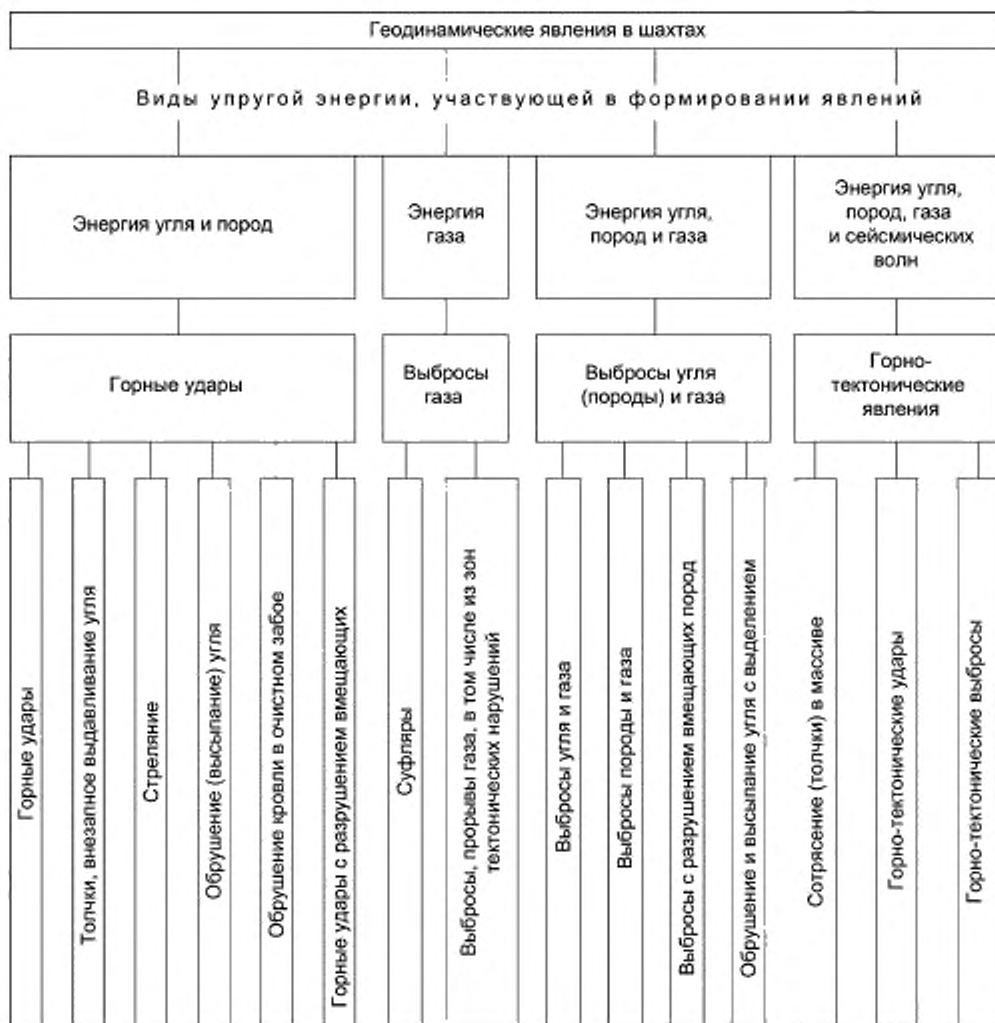 Геодинамические явления в шахтах
Виды упругой энергии, участвующей в формировании явлений
Энергия угля и пород
Энергия
газа
Энергия угля,
пород и газа
Энергия угля,
пород, газа
и сейсмических
волн
Горные удары
Выбросы
газа
Выбросы угля
(породы) и газа
Горно-
тектонические
явления
Горные удары
Толчки, внезапное выдавливание угля
Стреляние
Обрушение (высыпание) угля
Обрушение кровли в очистном забое
Горные удары с разрушением вмещающих
Суфляры
Выбросы, прорывы газа, в том числе из зон
тектонических нарушений
Выбросы угля и газа
Выбросы породы и газа
Выбросы с разрушением вмещающих пород
Обрушение и высыпание угля с выделением
Сотрясение (толчки) в массиве
Горно-тектонические удары
Горно-тектонические выбросы